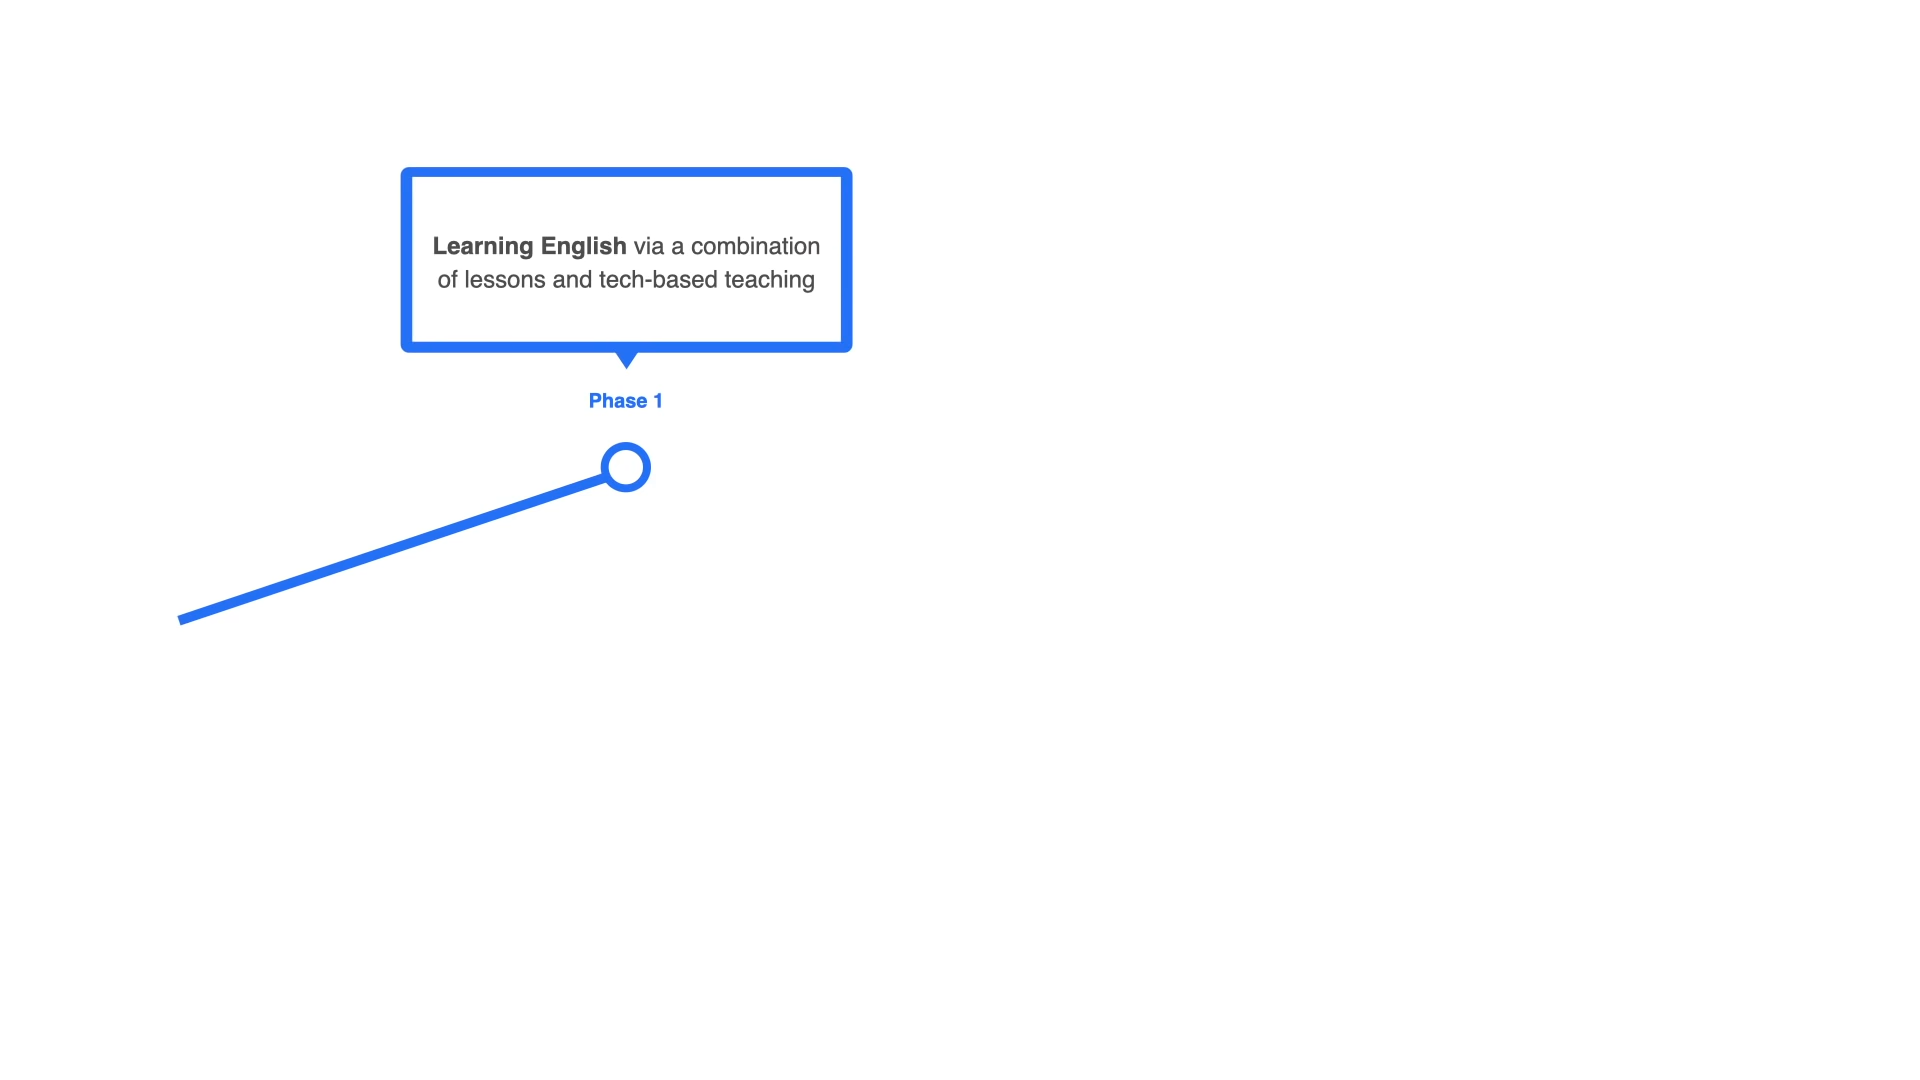 Learning English via a combination
of lessons and tech-based teaching
Phase 1